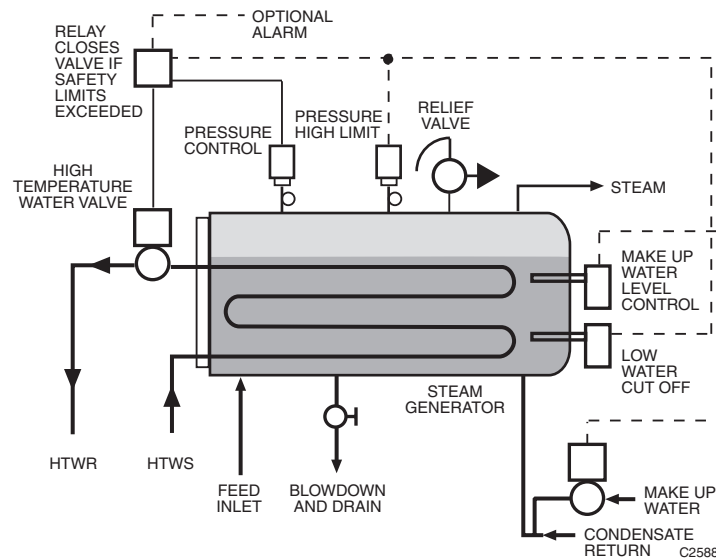 OPTIONAL
ALARM
RELAY
CLOSES
VALVE IF
SAFETY
LIMITS
EXCEEDED
PRESSURE
CONTROL
PRESSURE
HIGH LIMIT
RELIEF
VALVE
HIGH
TEMPERATURE
WATER VALVE
STEAM
MAKE UP
WATER
LEVEL
CONTROL
LOW
WATER
CUT OFF
STEAM
GENERATOR
HTWR
HTWS
FEED
INLET
BLOWDOWN
AND DRAIN
MAKE UP
WATER
CONDENSATE
RETURN
C2588